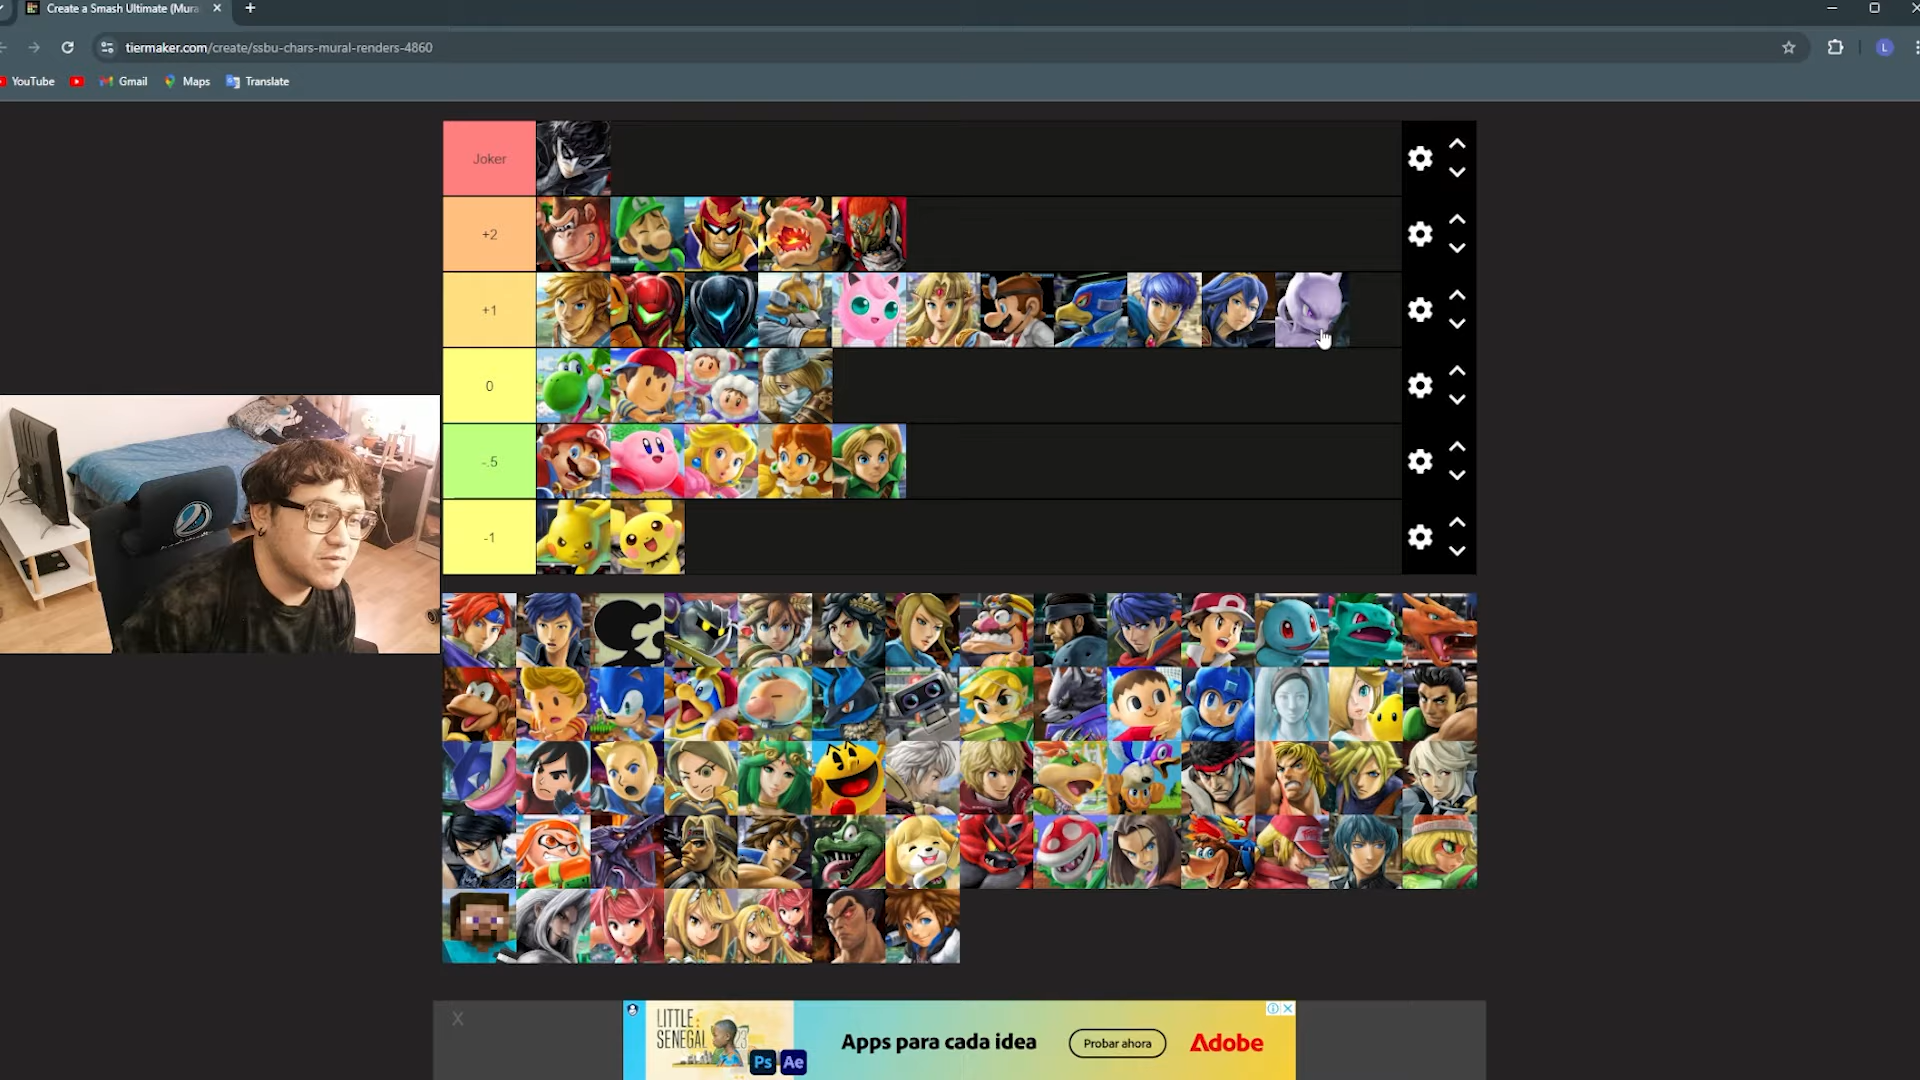 Create a Smash Ultimate (Mura
tiermaker.com/create/ssbu-chars-mural-renders-4860
L
YouTube
Gmail
Maps
Translate
Joker
+2
+1
0
-.5
-1
X
LITTLE
SENEGAL
Ps
Ae
Apps para cada idea
Probar ahora
Adobe